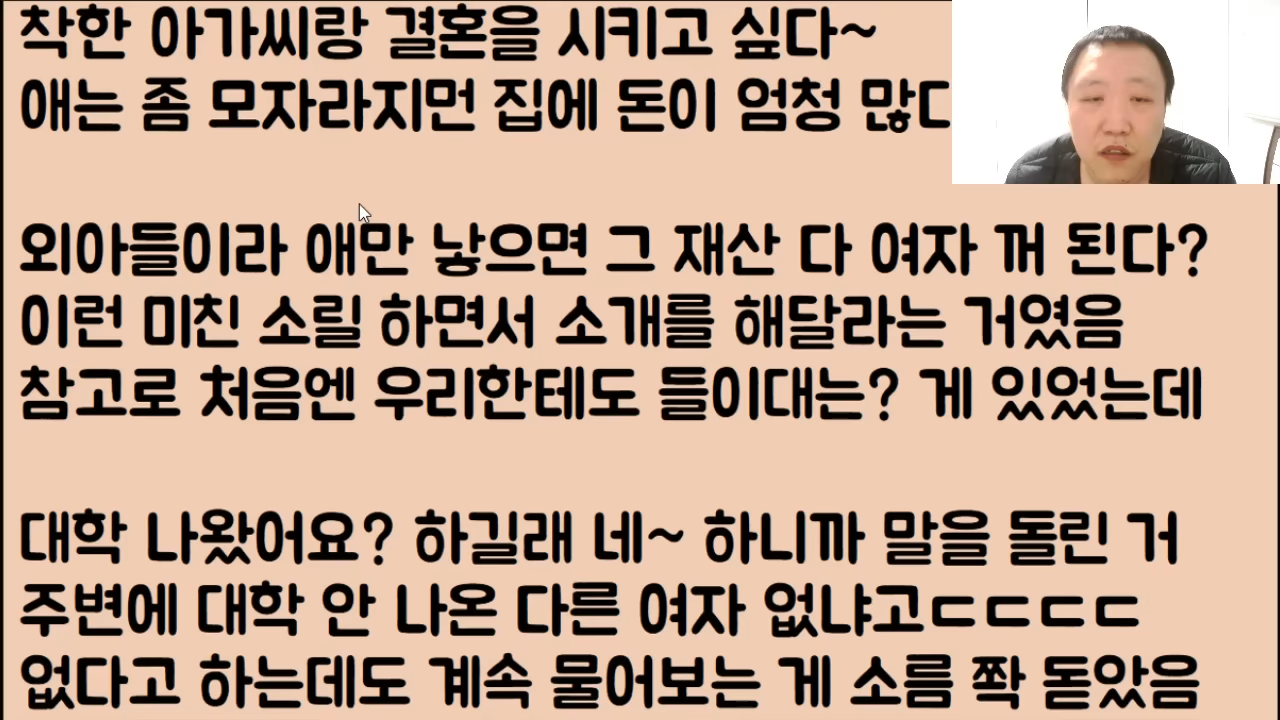 착한 아가씨랑 결혼을 시키고 싶다~
애는 좀 모자라지먼 집에 돈이 엄청 많다
외아들이라 애만 낳으면 그 재산 다 여자 꺼 된다?
이런 미친 소릴 하면서 소개를 해달라는 거였음
참고로 처음엔 우리한테도 들이대는? 게 있었는데
대학 나왔어요? 하길래 네~ 하니까 말을 돌린 거
주변에 대학 안 나온 다른 여자 없냐고ㄷㄷㄷㄷ
없다고 하는데도 계속 물어보는 게 소름 쫙 돋았음